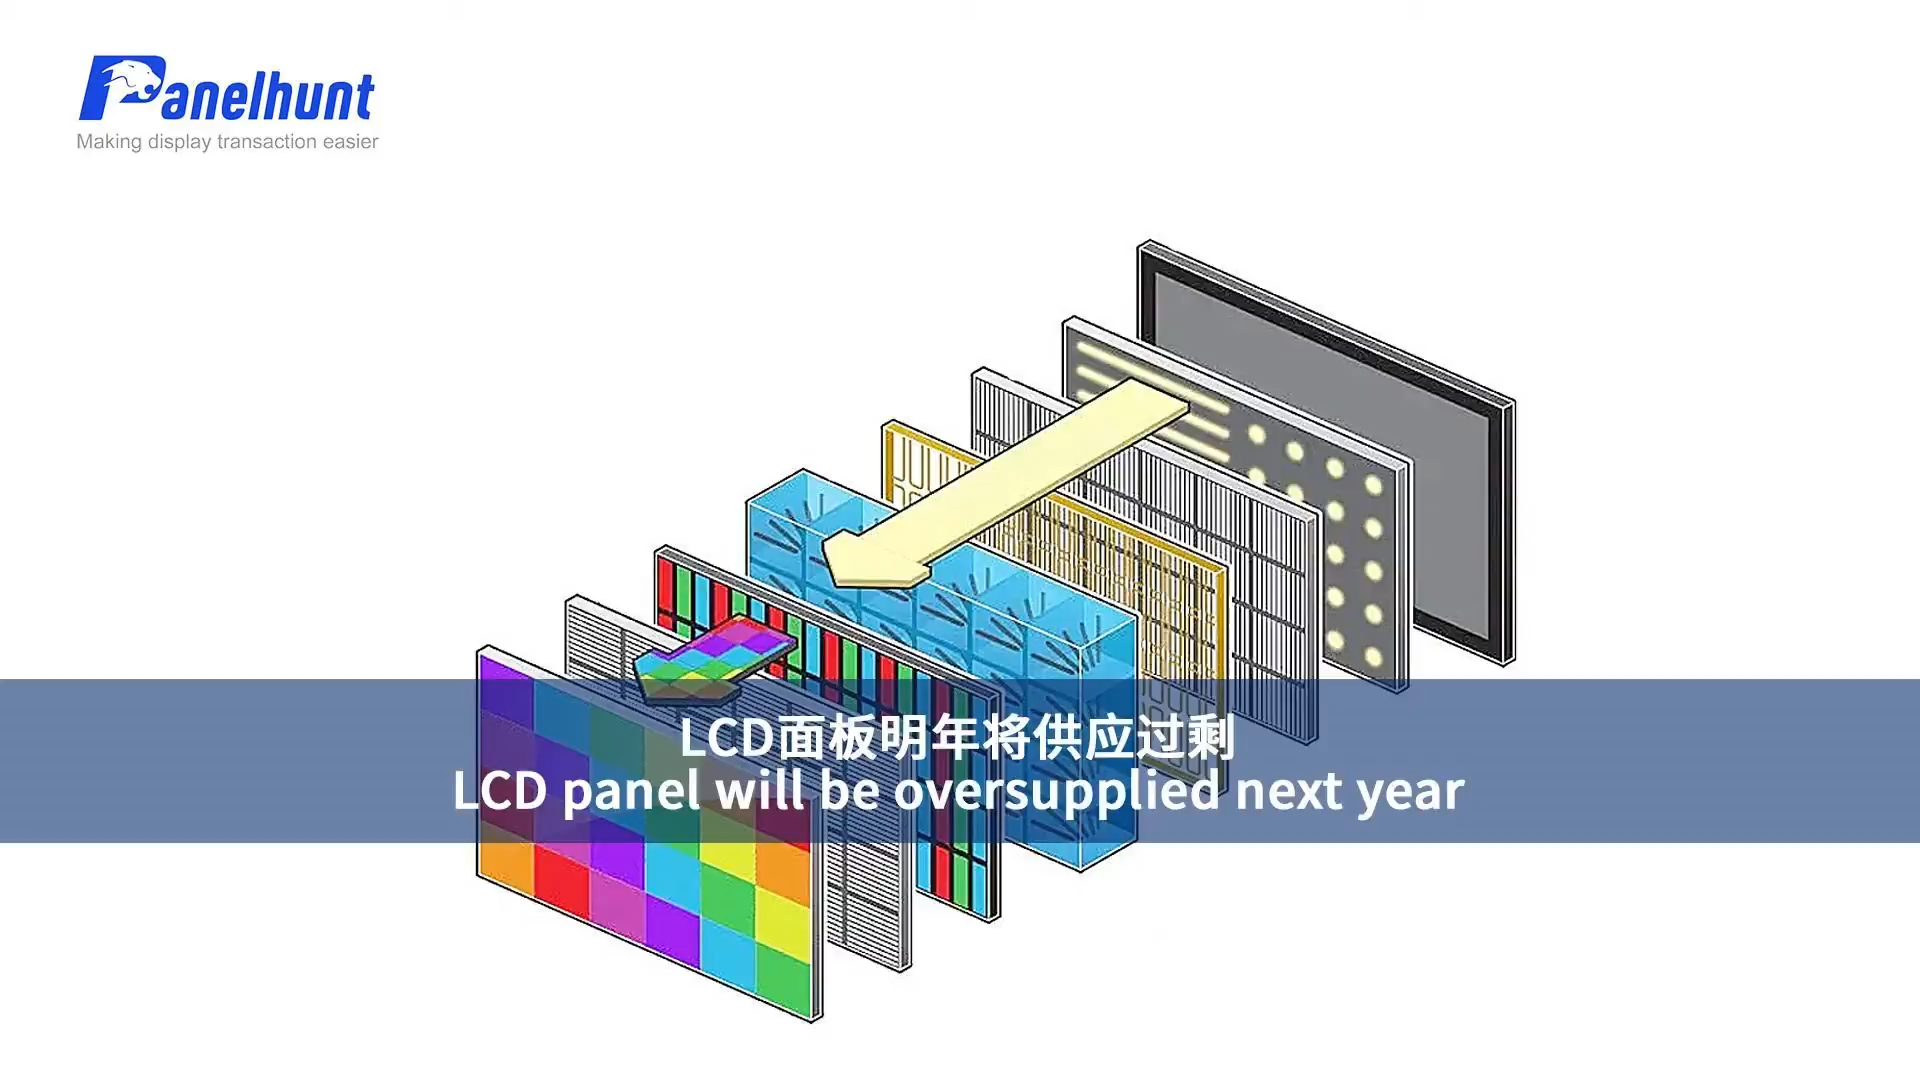 Panelhunt
Making display transaction easier
LCD面板明年将供应过剩
LCD panel will be oversupplied next year